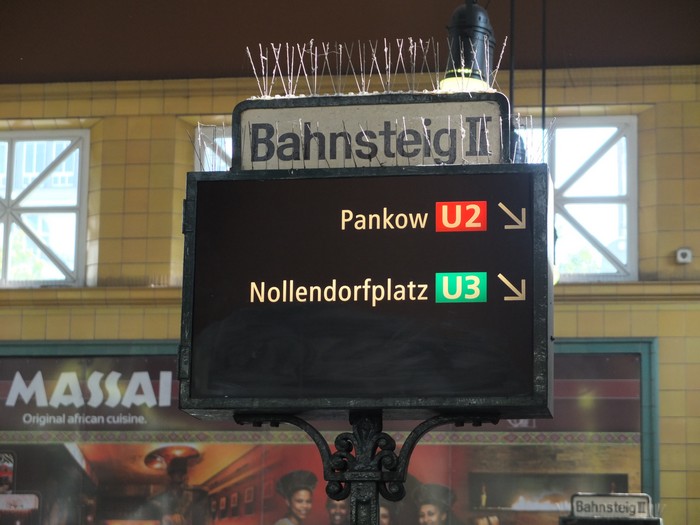 Bahnsteig II
Pankow U2
Nollendorfplatz U3
MASSAI
Original african cuisine.
Bahnsteig II